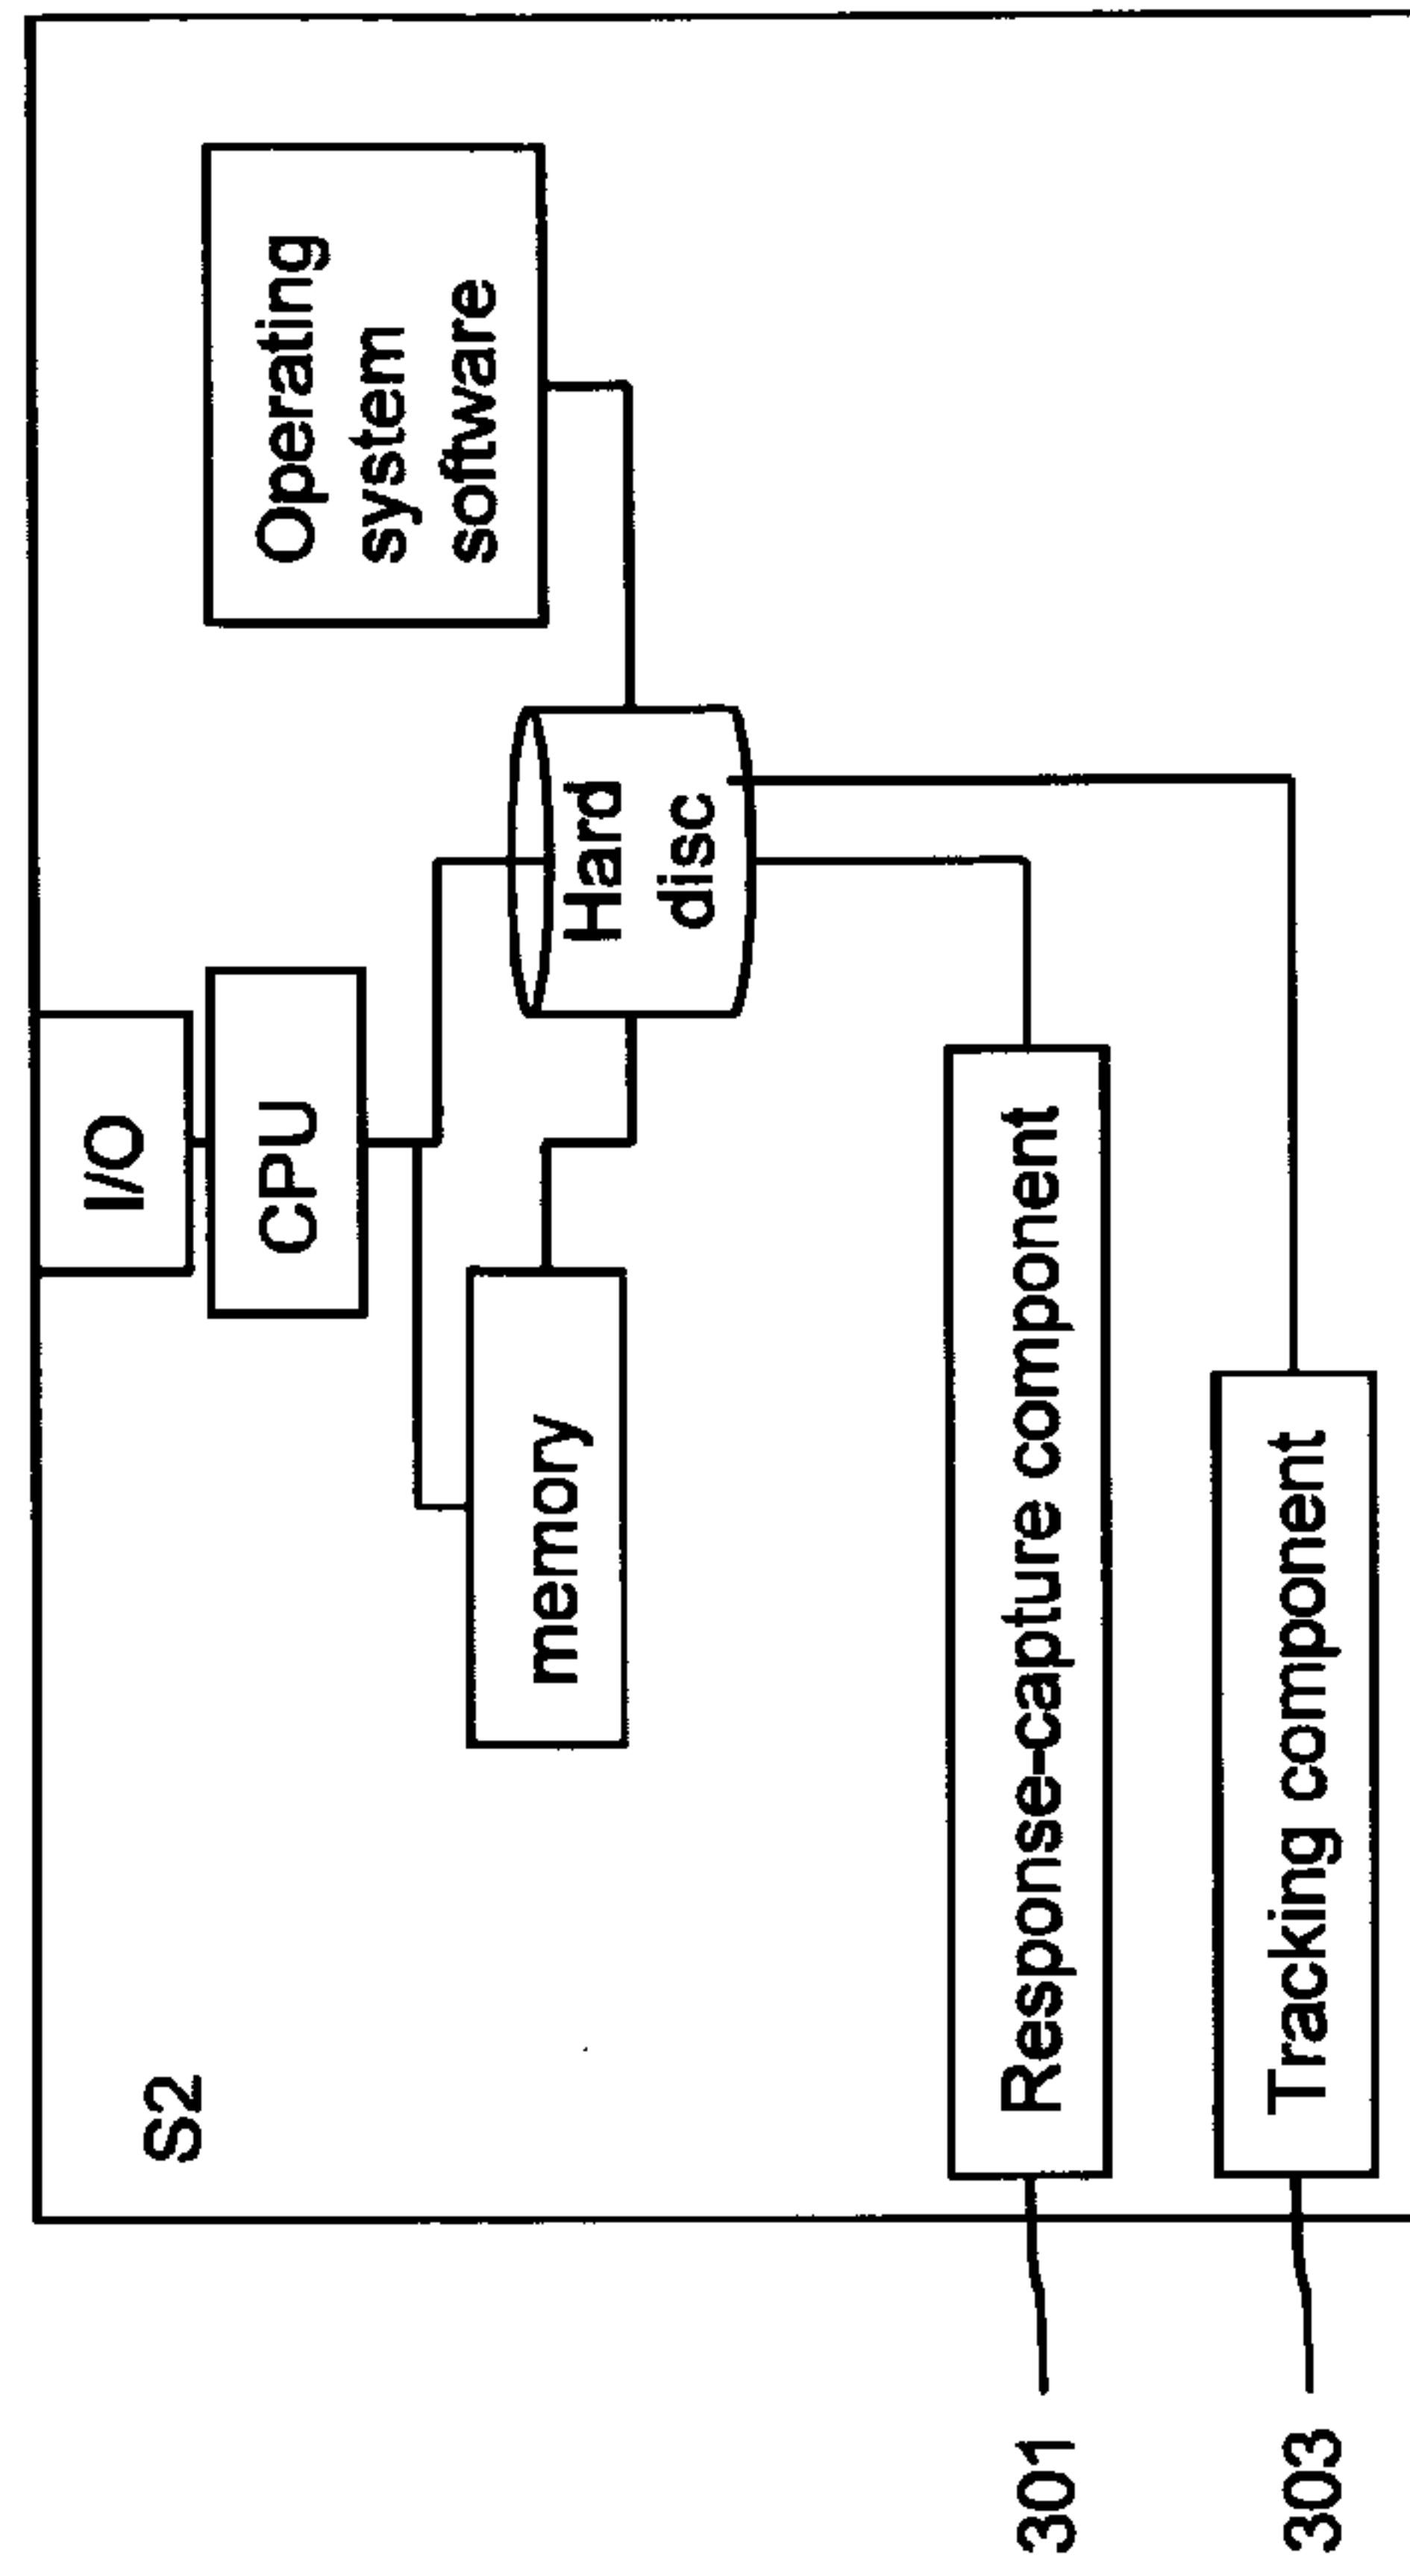 S2
I/O
CPU
Operating
system
software
memory
Hard
disc
Response-capture component
301
Tracking component
303